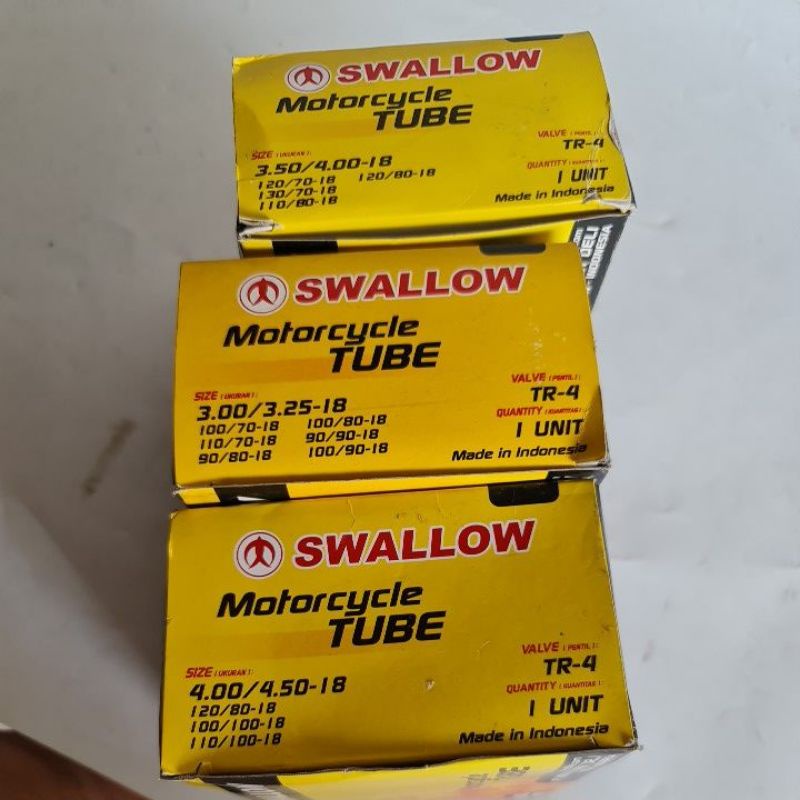 SWALLOW
Motorcycle
TUBE
SIZE ( UKURAN ):
3.50/4.00-18
120/70-18 120/80-18
130/70-18
110/80-18
VALVE ( PENTIL ):
TR-4
QUANTITY ( KUANTITAS ):
1 UNIT
Made in Indonesia
DELI
INDONESIA
SWALLOW
Motorcycle
TUBE
SIZE ( UKURAN ):
3.00/3.25-18
100/70-18 100/80-18
110/70-18 90/90-18
90/80-18 100/90-18
VALVE ( PENTIL ):
TR-4
QUANTITY ( KUANTITAS ):
1 UNIT
Made in Indonesia
SWALLOW
Motorcycle
TUBE
SIZE ( UKURAN ):
4.00/4.50-18
120/80-18
100/100-18
110/100-18
VALVE ( PENTIL ):
TR-4
QUANTITY ( KUANTITAS ):
1 UNIT
Made in Indonesia